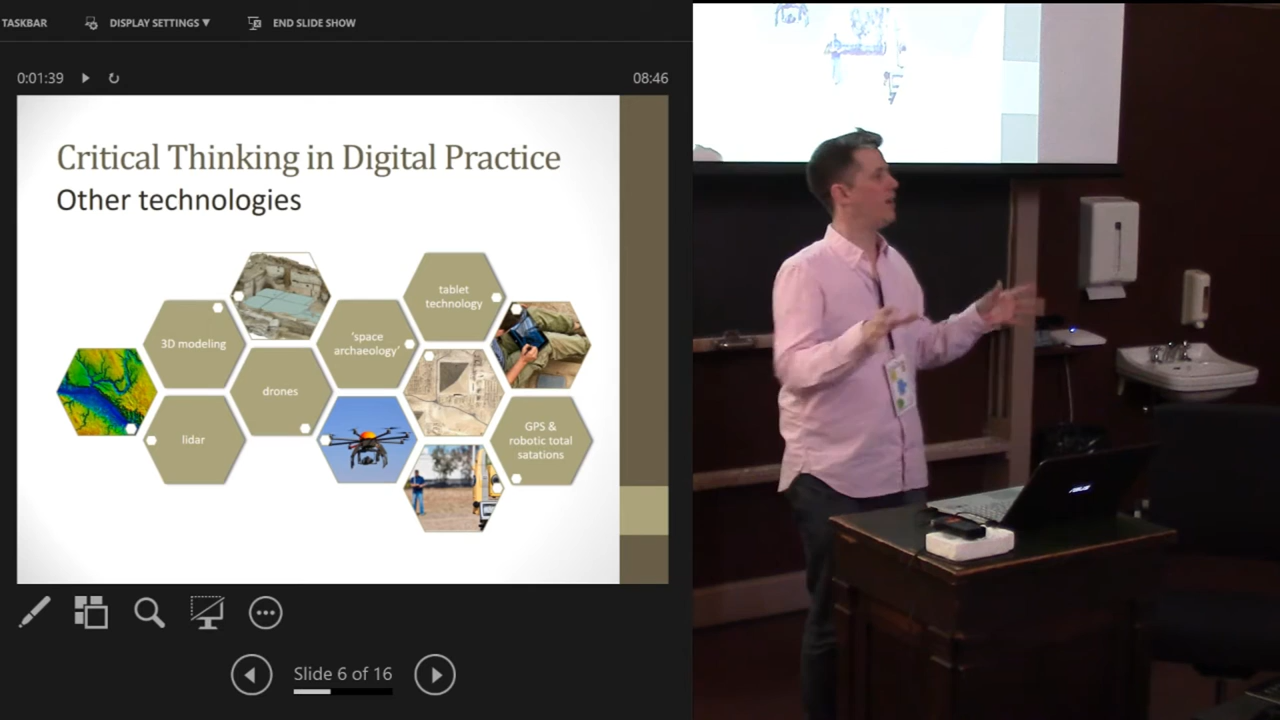 TASKBAR
DISPLAY SETTINGS ▼
END SLIDE SHOW
0:01:39
08:46
Critical Thinking in Digital Practice
Other technologies
tablet
technology
3D modeling
'space
archaeology'
drones
lidar
GPS &
robotic total
satations
Slide 6 of 16
ASUS